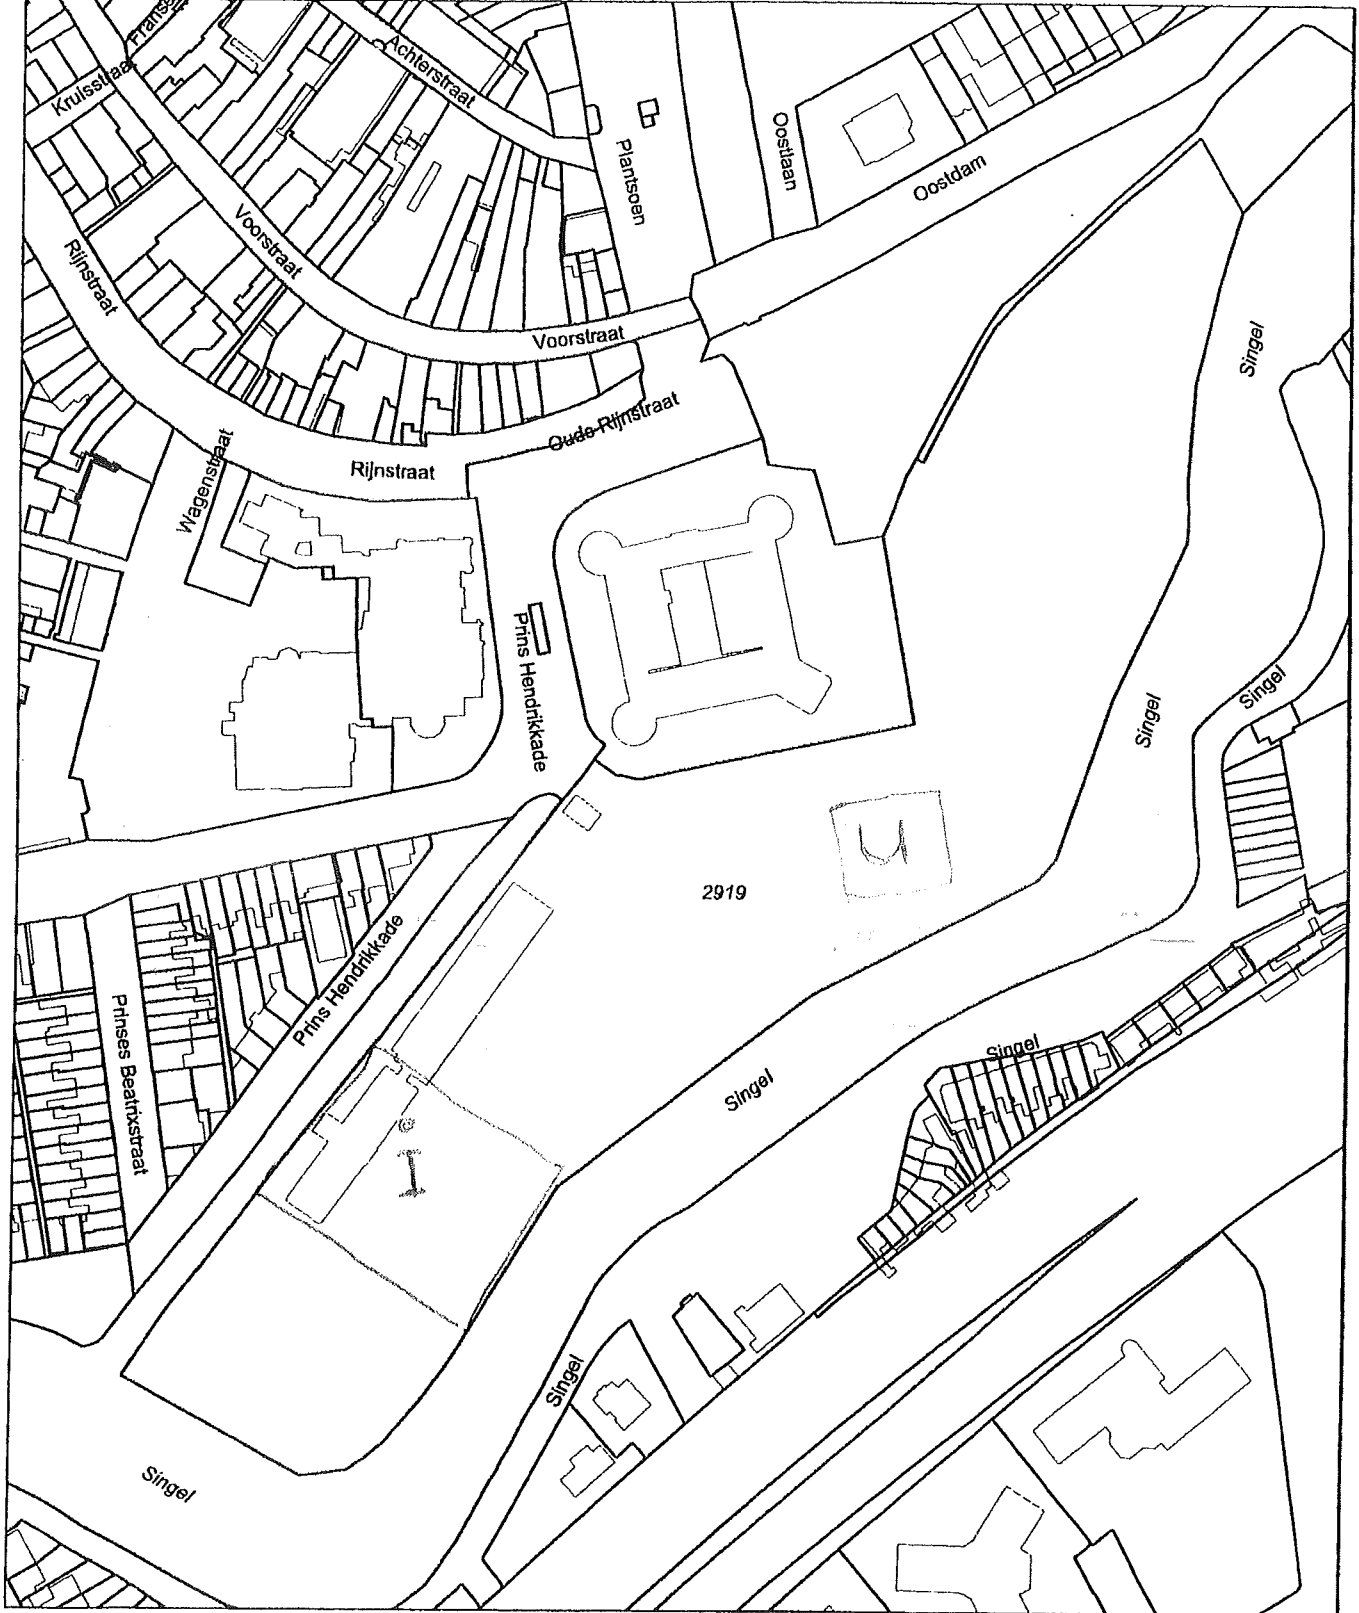 Kruisstraat
Achterstraat
Voorstraat
Rijnstraat
Plantsoen
Oostlaan
Oostdam
Singel
Voorstraat
Oude Rijnstraat
Rijnstraat
Wagenstraat
Prins Hendrikkade
Singel
Singel
2919
Prins Hendrikkade
Prinses Beatrixstraat
Singel
Singel
I
Singel
Singel